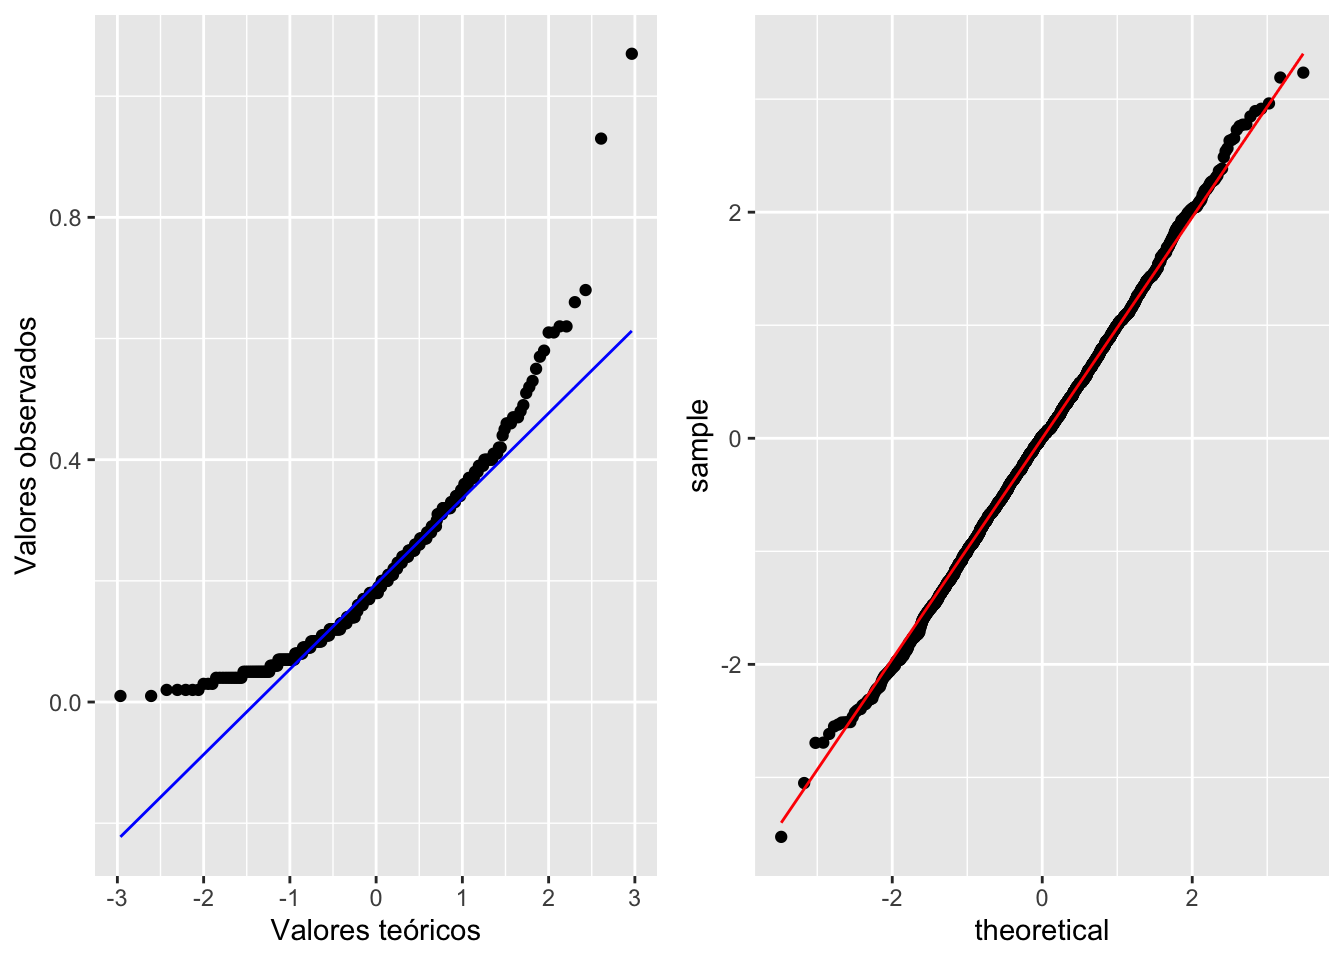 Valores observados
0.8
0.4
0.0
-3 -2 -1 0 1 2 3
Valores teóricos
sample
2
0
-2
-2 0 2
theoretical